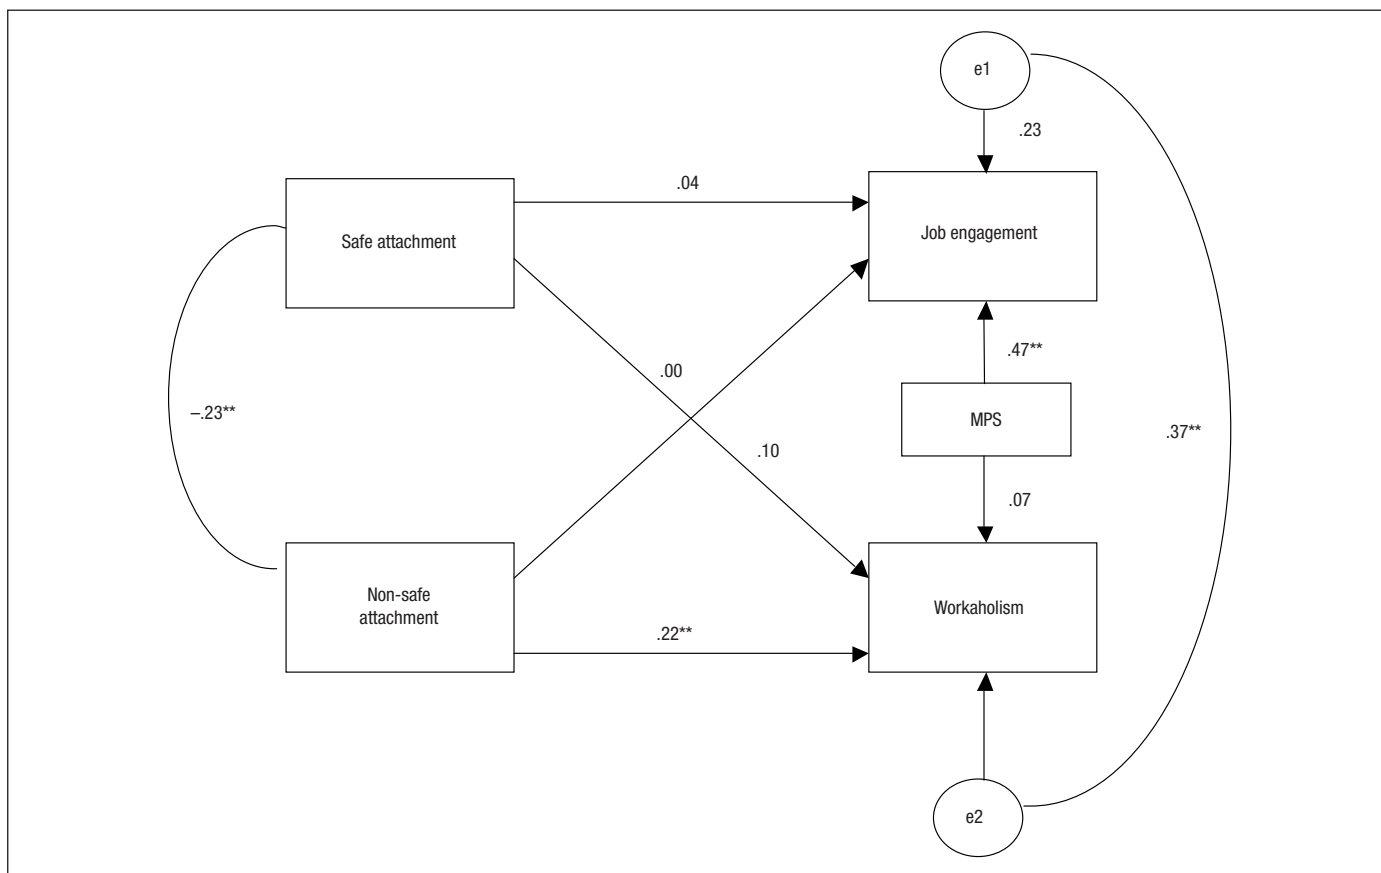 e1
.23
.04
Safe attachment
Job engagement
.00
.47**
–.23**
MPS
.37**
.10
.07
Non-safe
attachment
Workaholism
.22**
e2